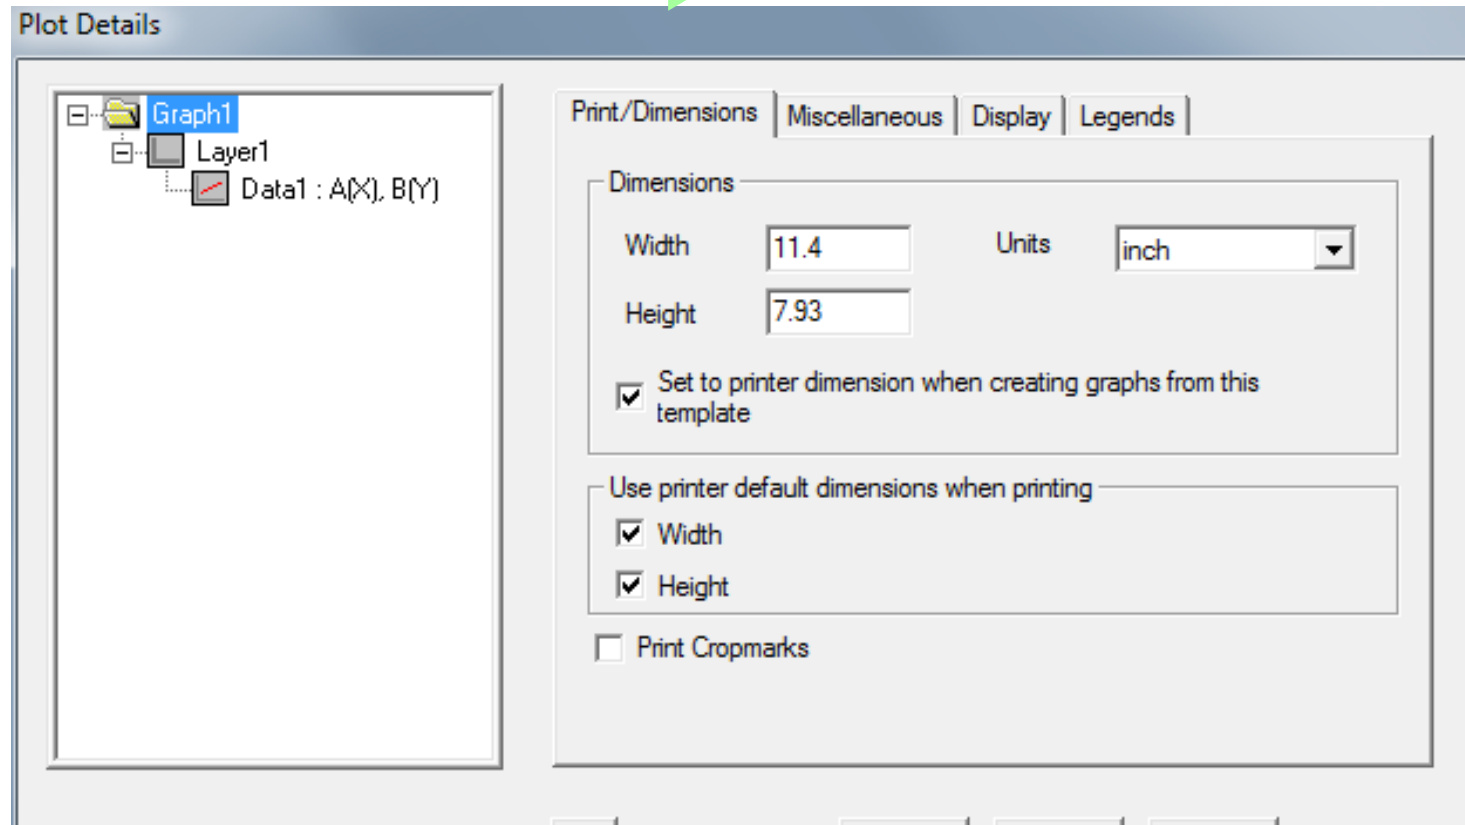 Plot Details
Graph1
Layer1
Data1 : A(X), B(Y)
Print/Dimensions Miscellaneous Display Legends
Dimensions
Width 11.4 Units inch
Height 7.93
Set to printer dimension when creating graphs from this
template
Use printer default dimensions when printing
Width
Height
Print Cropmarks